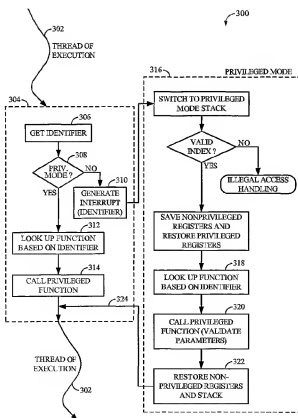 300
302
THREAD OF
EXECUTION
304
306
GET IDENTIFIER
308
PRIV.
MODE?
NO
YES
310
GENERATE
INTERRUPT
(IDENTIFIER)
312
LOOK UP FUNCTION
BASED ON IDENTIFIER
314
CALL PRIVILEGED
FUNCTION
324
THREAD OF
EXECUTION
302
316
PRIVILEGED MODE
SWITCH TO PRIVILEGED
MODE STACK
VALID
INDEX?
NO
YES
ILLEGAL ACCESS
HANDLING
SAVE NONPRIVILEGED
REGISTERS AND
RESTORE PRIVILEGED
REGISTERS
318
LOOK UP FUNCTION
BASED ON IDENTIFIER
320
CALL PRIVILEGED
FUNCTION (VALIDATE
PARAMETERS)
322
RESTORE NON-
PRIVILEGED REGISTERS
AND STACK